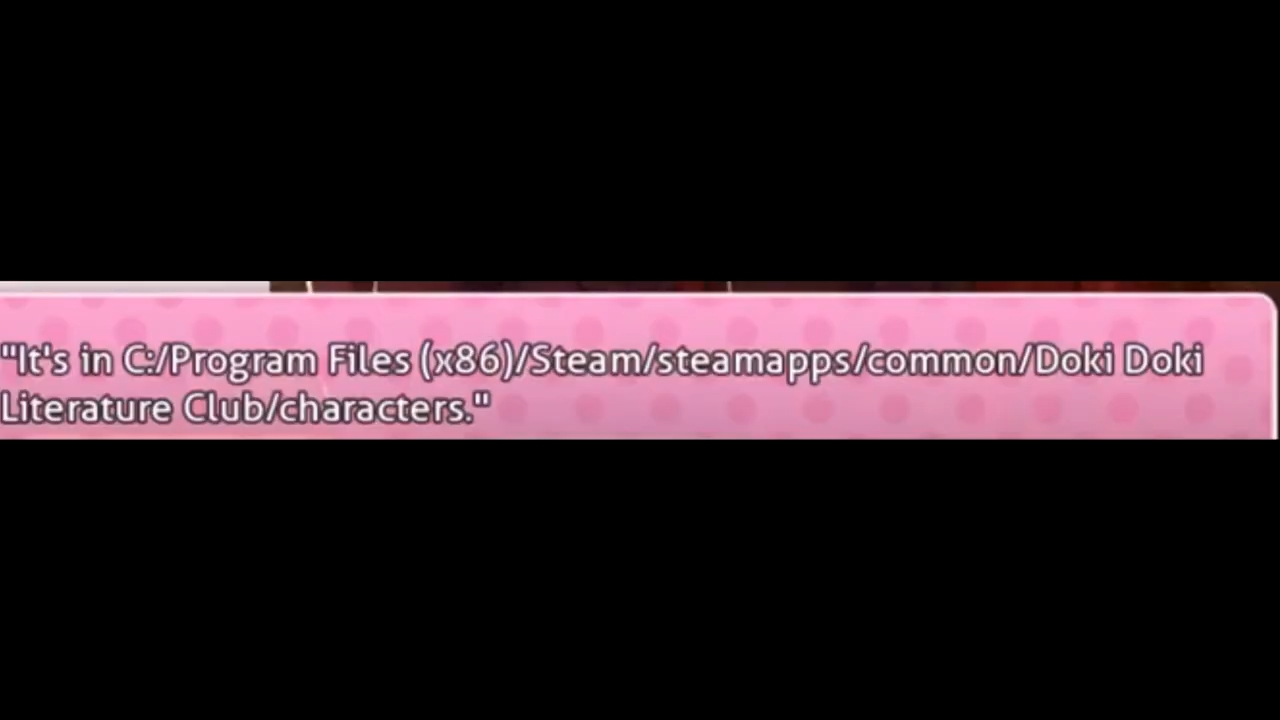 "It's in C:/Program Files (x86)/Steam/steamapps/common/Doki Doki
Literature Club/characters."